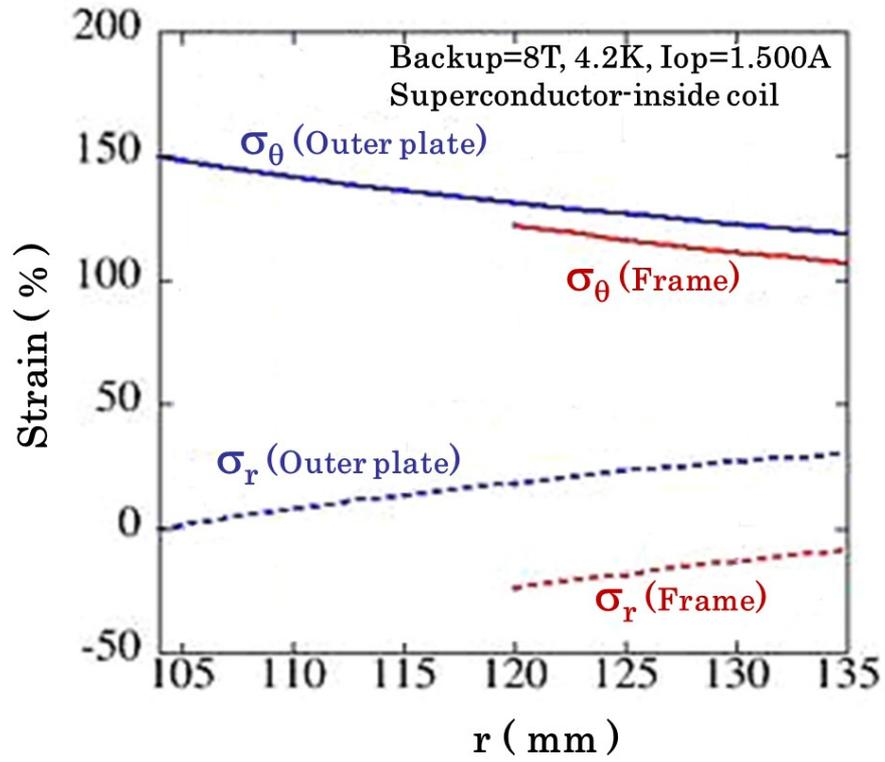 200
150
100
50
0
-50
Strain ( % )
Backup=8T, 4.2K, Iop=1.500A
Superconductor-inside coil
σθ (Outer plate)
σθ (Frame)
σr (Outer plate)
σr (Frame)
105 110 115 120 125 130 135
r ( mm )